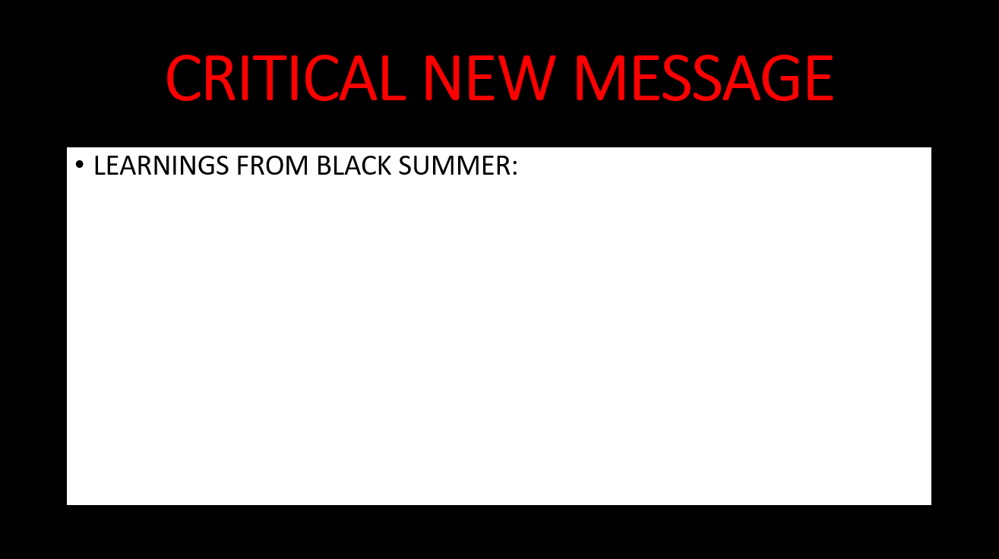 CRITICAL NEW MESSAGE
• LEARNINGS FROM BLACK SUMMER: